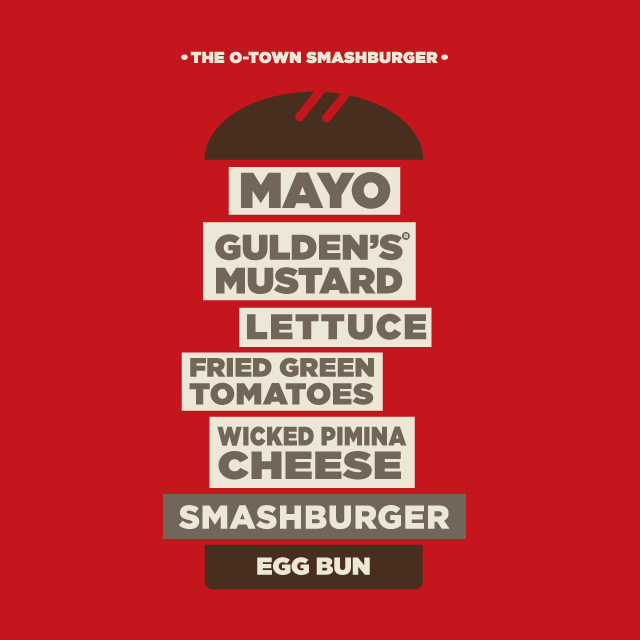 • THE O-TOWN SMASHBURGER •
MAYO
GULDEN'S®
MUSTARD
LETTUCE
FRIED GREEN
TOMATOES
WICKED PIMINA
CHEESE
SMASHBURGER
EGG BUN